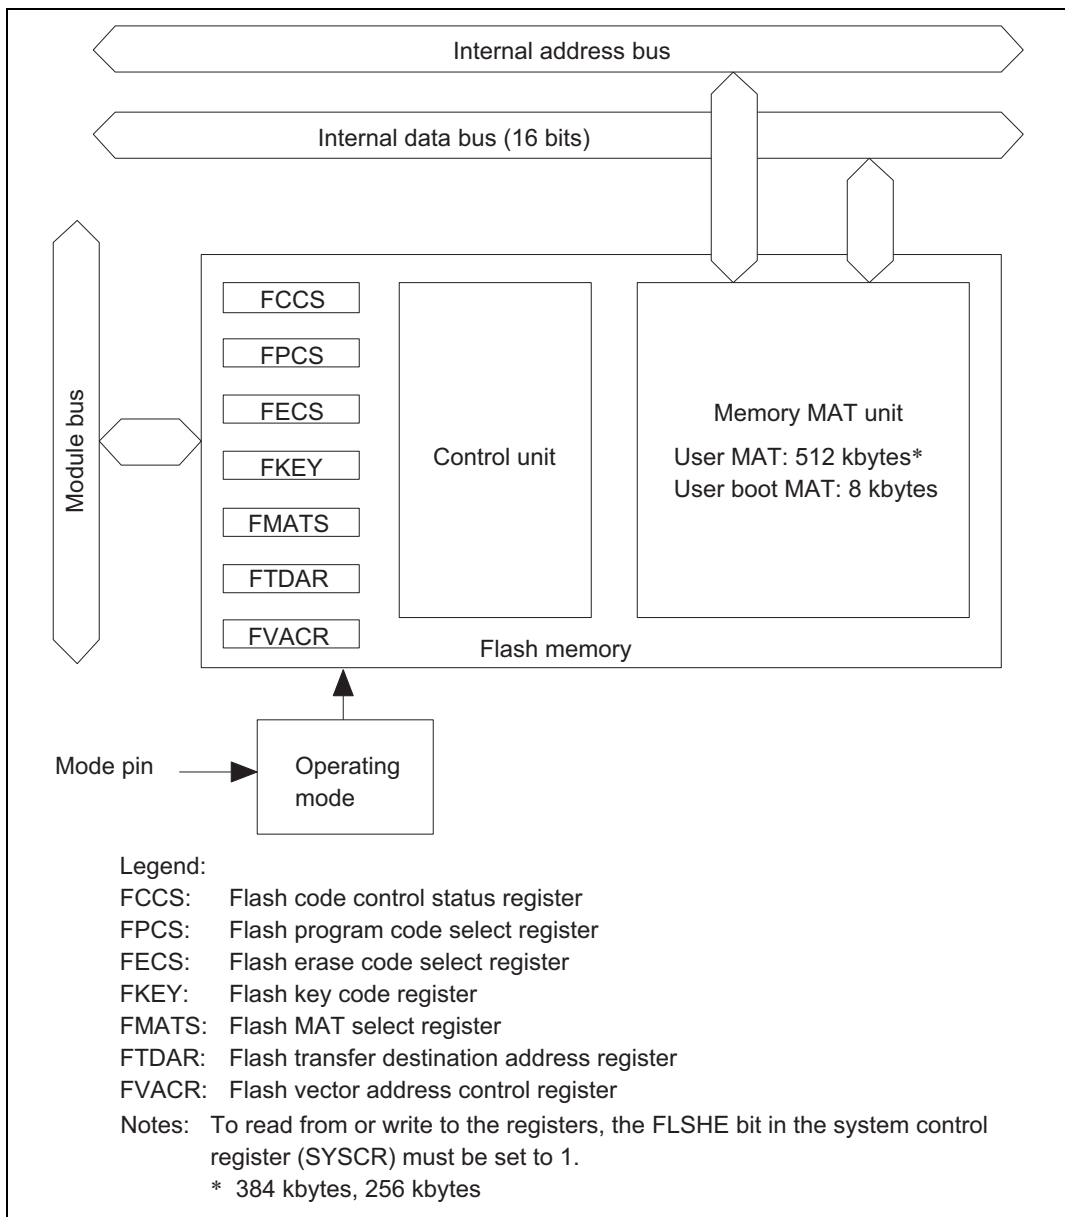 Internal address bus
Internal data bus (16 bits)
Module bus
FCCS
FPCS
FECS
FKEY
FMATS
FTDAR
FVACR
Control unit
Memory MAT unit
User MAT: 512 kbytes*
User boot MAT: 8 kbytes
Flash memory
Mode pin
Operating
mode
Legend:
FCCS: Flash code control status register
FPCS: Flash program code select register
FECS: Flash erase code select register
FKEY: Flash key code register
FMATS: Flash MAT select register
FTDAR: Flash transfer destination address register
FVACR: Flash vector address control register
Notes: To read from or write to the registers, the FLSHE bit in the system control
register (SYSCR) must be set to 1.
* 384 kbytes, 256 kbytes